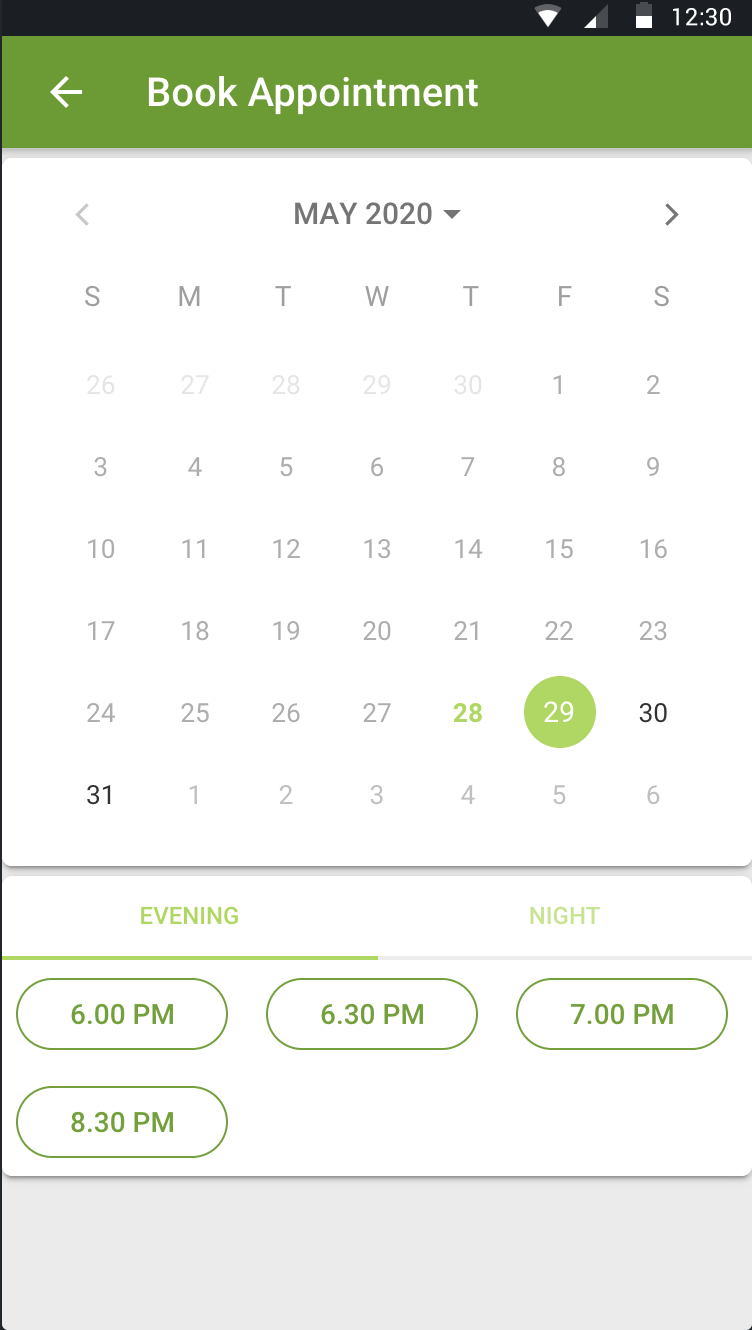 12:30
Book Appointment
MAY 2020
S M T W T F S
26 27 28 29 30 1 2
3 4 5 6 7 8 9
10 11 12 13 14 15 16
17 18 19 20 21 22 23
24 25 26 27 28 29 30
31 1 2 3 4 5 6
EVENING NIGHT
6.00 PM 6.30 PM 7.00 PM
8.30 PM